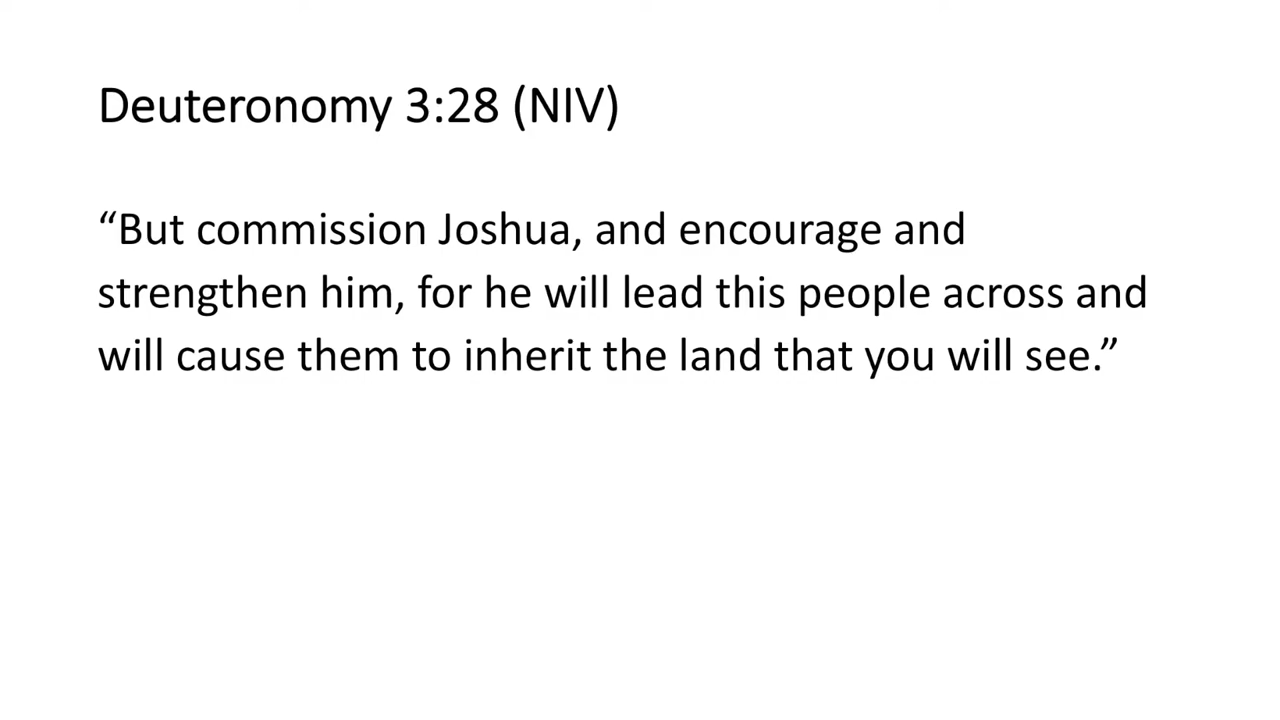 Deuteronomy 3:28 (NIV)
“But commission Joshua, and encourage and
strengthen him, for he will lead this people across and
will cause them to inherit the land that you will see.”